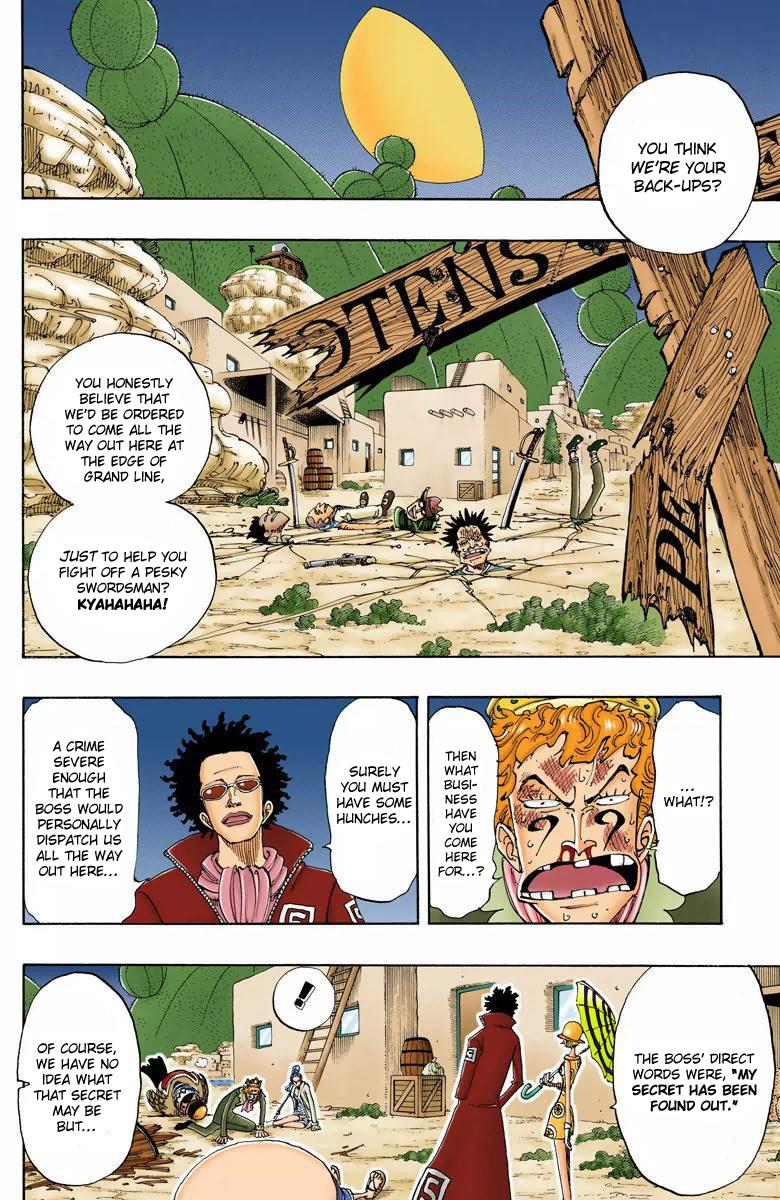 YOU THINK
WE'RE YOUR
BACK-UPS?
YOU HONESTLY
BELIEVE THAT
WE'D BE ORDERED
TO COME ALL THE
WAY OUT HERE AT
THE EDGE OF
GRAND LINE,
JUST TO HELP YOU
FIGHT OFF A PESKY
SWORDSMAN?
KYAHAHAHA!
TENS
PE
...
WHAT!?
THEN
WHAT
BUSI-
NESS
HAVE
YOU
COME
HERE
FOR...?
SURELY
YOU MUST
HAVE SOME
HUNCHES...
A CRIME
SEVERE
ENOUGH
THAT THE
BOSS WOULD
PERSONALLY
DISPATCH US
ALL THE WAY
OUT HERE...
5
THE BOSS' DIRECT
WORDS WERE, "MY
SECRET HAS BEEN
FOUND OUT."
!
OF COURSE,
WE HAVE NO
IDEA WHAT
THAT SECRET
MAY BE
BUT...